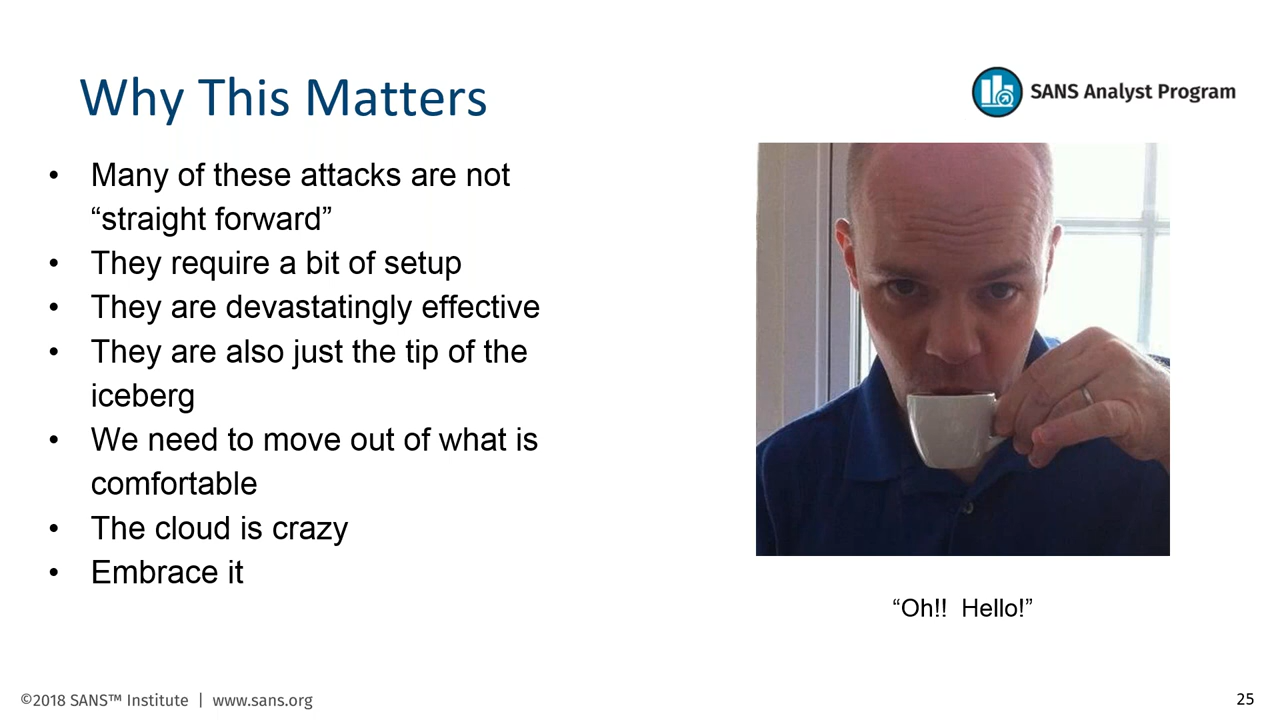 Why This Matters
SANS Analyst Program
• Many of these attacks are not
“straight forward”
• They require a bit of setup
• They are devastatingly effective
• They are also just the tip of the
iceberg
• We need to move out of what is
comfortable
• The cloud is crazy
• Embrace it
“Oh!!  Hello!”
©2018 SANS™ Institute | www.sans.org
25